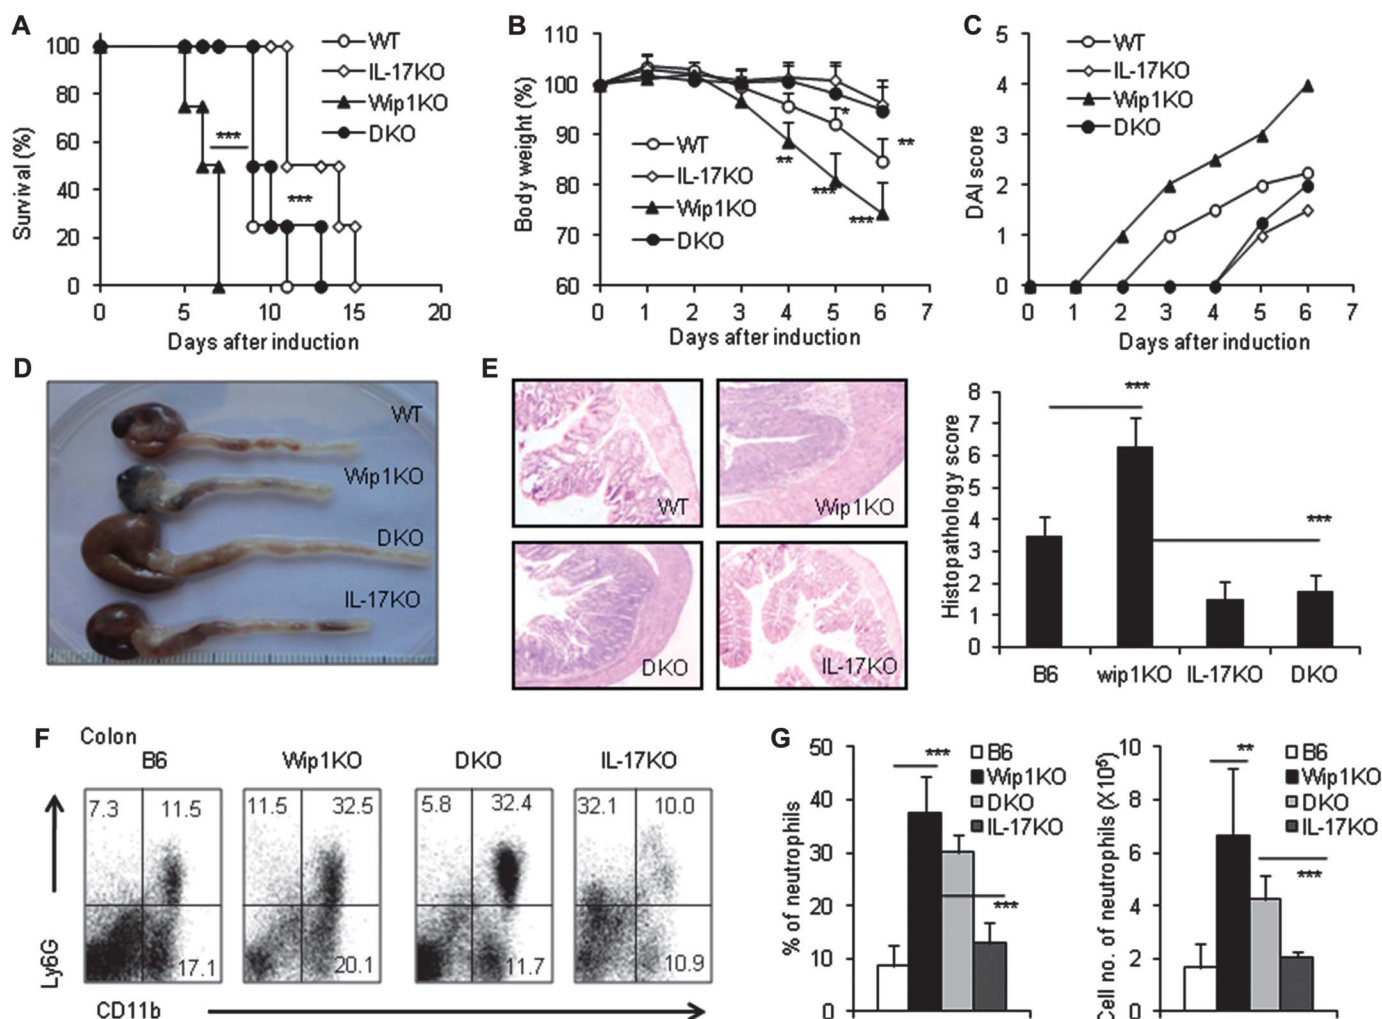 A
Survival (%)
100
80
60
40
20
0
0 5 10 15 20
Days after induction
WT
IL-17KO
Wip1KO
DKO
***
***
B
Body weight (%)
110
100
90
80
70
60
0 1 2 3 4 5 6 7
Days after induction
WT
IL-17KO
Wip1KO
DKO
*
**
**
***
***
C
DAI score
5
4
3
2
1
0
0 1 2 3 4 5 6 7
Days after induction
WT
IL-17KO
Wip1KO
DKO
D
WT
Wip1KO
DKO
IL-17KO
E
WT
Wip1KO
DKO
IL-17KO
Histopathology score
8
7
6
5
4
3
2
1
0
***
***
B6 wip1KO IL-17KO DKO
F
Colon
B6 Wip1KO DKO IL-17KO
7.3 11.5
17.1
11.5 32.5
20.1
5.8 32.4
11.7
32.1 10.0
10.9
Ly6G
CD11b
G
% of neutrophils
50
40
30
20
10
0
***
***
B6
Wip1KO
DKO
IL-17KO
Cell no. of neutrophils (X10⁵)
10
8
6
4
2
0
**
***
B6
Wip1KO
DKO
IL-17KO